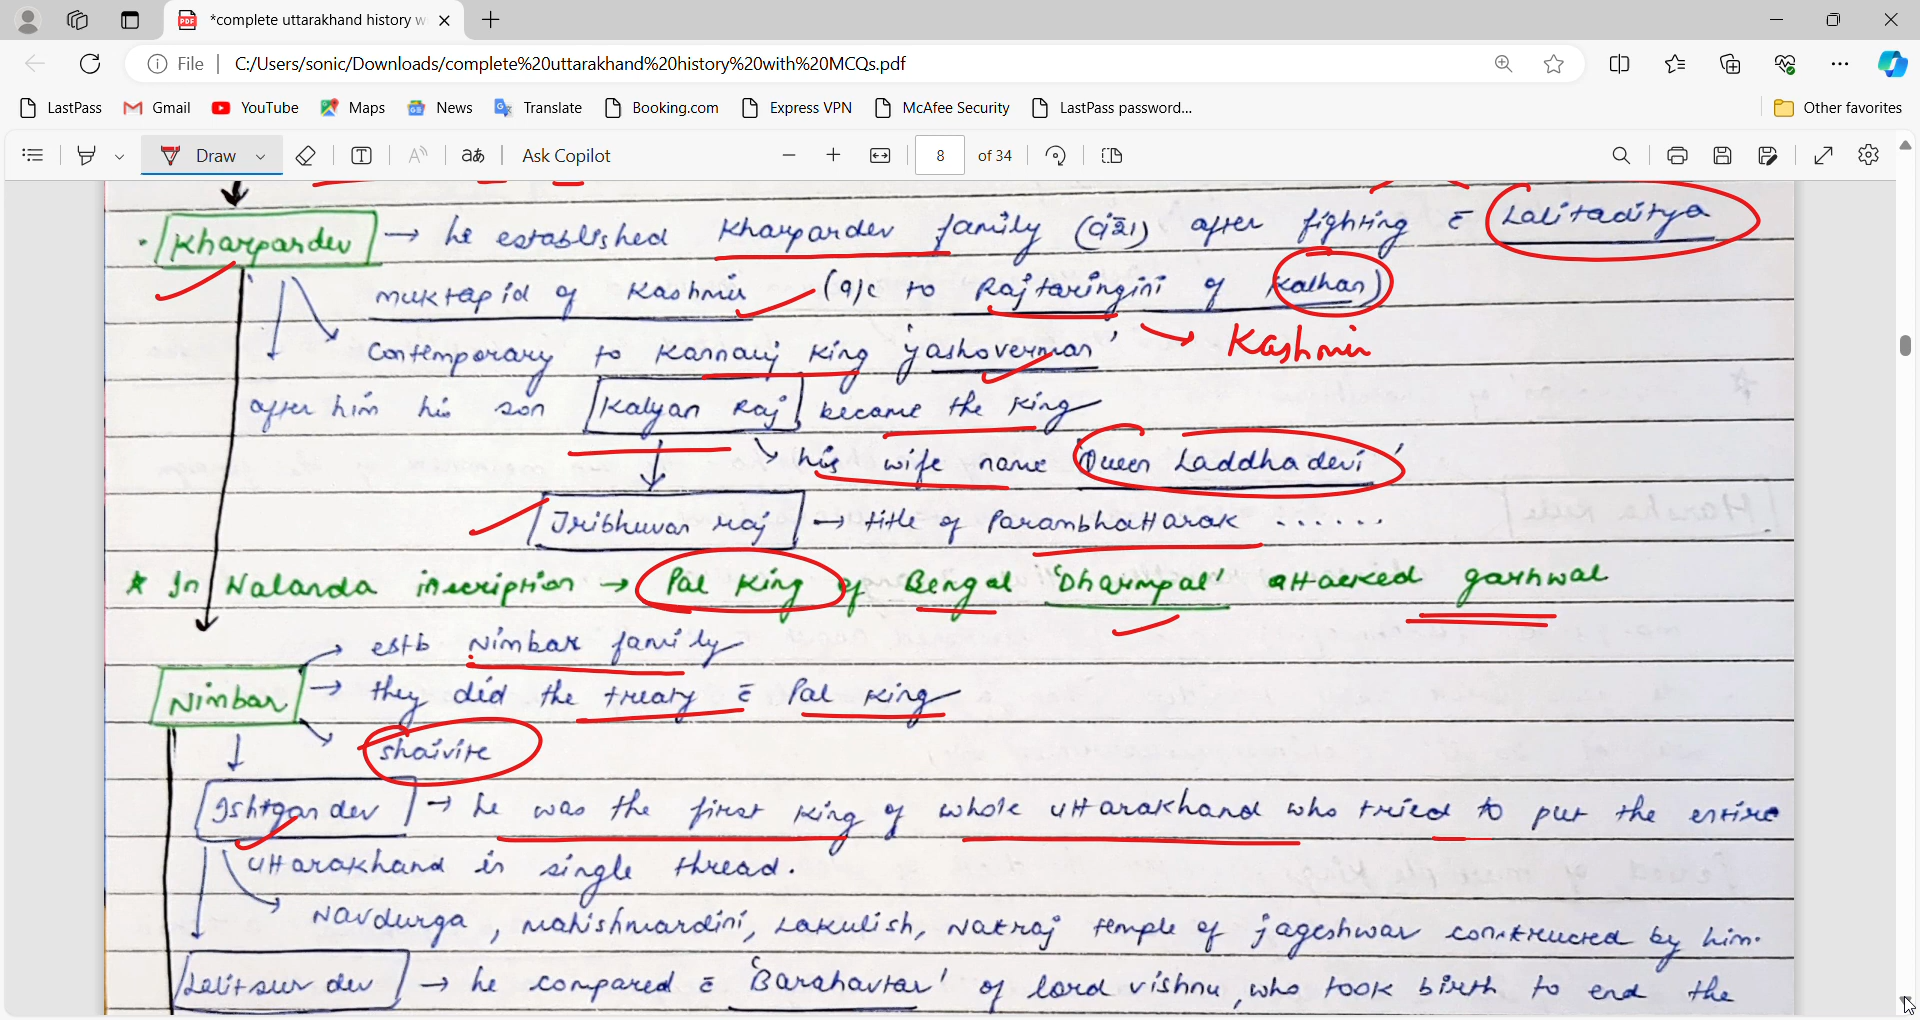 *complete uttarakhand history w
File C:/Users/sonic/Downloads/complete%20uttarakhand%20history%20with%20MCQs.pdf
LastPass Gmail YouTube Maps News Translate Booking.com Express VPN McAfee Security LastPass password... Other favorites
Draw Ask Copilot 8 of 34
Kharpardev → he established Kharpardev family (वंश) after fighting c̄ Lalitaditya
muktapid of Kashmir (a/c to Rajtaringini of Kalhan)
Contemporary to Kannauj King 'yashoverman' → Kashmir
after him his son Kalyan Raj became the King
his wife name 'Queen Laddhadevi'
Tribhuvan raj → title of Parambhattarak ......
* In Nalanda inscription → Pal King of Bengal 'Dharmpal' attacked garhwal
→ estb Nimbar family
Nimbar → they did the treaty c̄ Pal King
shaivite
Ishtgan dev → he was the first King of whole uttarakhand who tried to put the entire
uttarakhand in single thread.
Navdurga, Mahishmardini, Lakulish, Natraj temple of jageshwar constructed by him.
Lalitsur dev → he compared c̄ 'Barahavtar' of lord vishnu, who took birth to end the